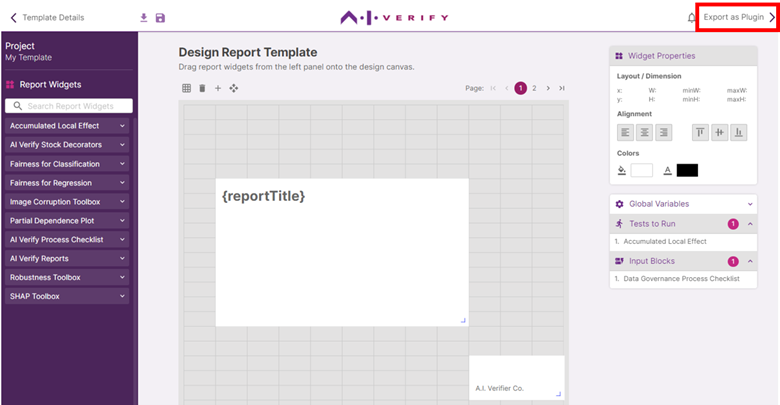 Template Details
A.I. VERIFY
Export as Plugin
Project
My Template
Report Widgets
Search Report Widgets
Accumulated Local Effect
AI Verify Stock Decorators
Fairness for Classification
Fairness for Regression
Image Corruption Toolbox
Partial Dependence Plot
AI Verify Process Checklist
AI Verify Reports
Robustness Toolbox
SHAP Toolbox
Design Report Template
Drag report widgets from the left panel onto the design canvas.
Page: 1 2
{reportTitle}
A.I. Verifier Co.
Widget Properties
Layout / Dimension
x: W: minW: maxW:
y: H: minH: maxH:
Alignment
Colors
A
Global Variables
Tests to Run 1
1. Accumulated Local Effect
Input Blocks 1
1. Data Governance Process Checklist